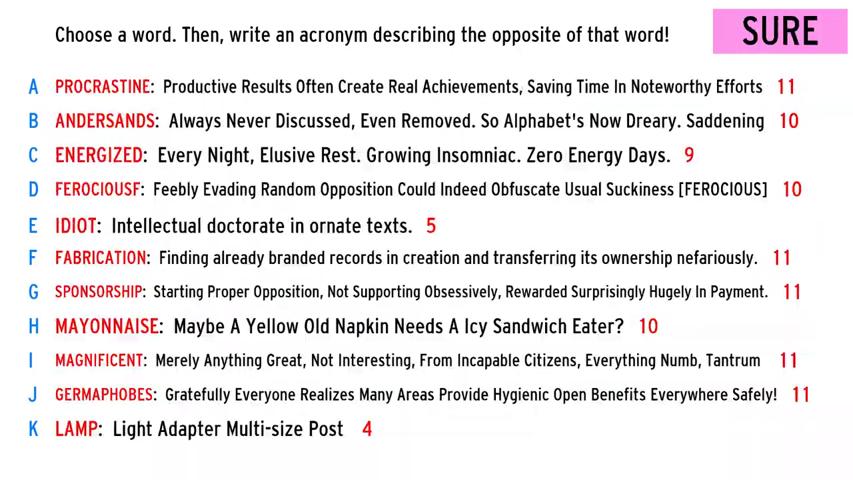 Choose a word. Then, write an acronym describing the opposite of that word!
SURE
A PROCRASTINE: Productive Results Often Create Real Achievements, Saving Time In Noteworthy Efforts 11
B ANDERSANDS: Always Never Discussed, Even Removed. So Alphabet's Now Dreary. Saddening 10
C ENERGIZED: Every Night, Elusive Rest. Growing Insomniac. Zero Energy Days. 9
D FEROCIOUSF: Feebly Evading Random Opposition Could Indeed Obfuscate Usual Suckiness [FEROCIOUS] 10
E IDIOT: Intellectual doctorate in ornate texts. 5
F FABRICATION: Finding already branded records in creation and transferring its ownership nefariously. 11
G SPONSORSHIP: Starting Proper Opposition, Not Supporting Obsessively, Rewarded Surprisingly Hugely In Payment. 11
H MAYONNAISE: Maybe A Yellow Old Napkin Needs A Icy Sandwich Eater? 10
I MAGNIFICENT: Merely Anything Great, Not Interesting, From Incapable Citizens, Everything Numb, Tantrum 11
J GERMAPHOBES: Gratefully Everyone Realizes Many Areas Provide Hygienic Open Benefits Everywhere Safely! 11
K LAMP: Light Adapter Multi-size Post 4